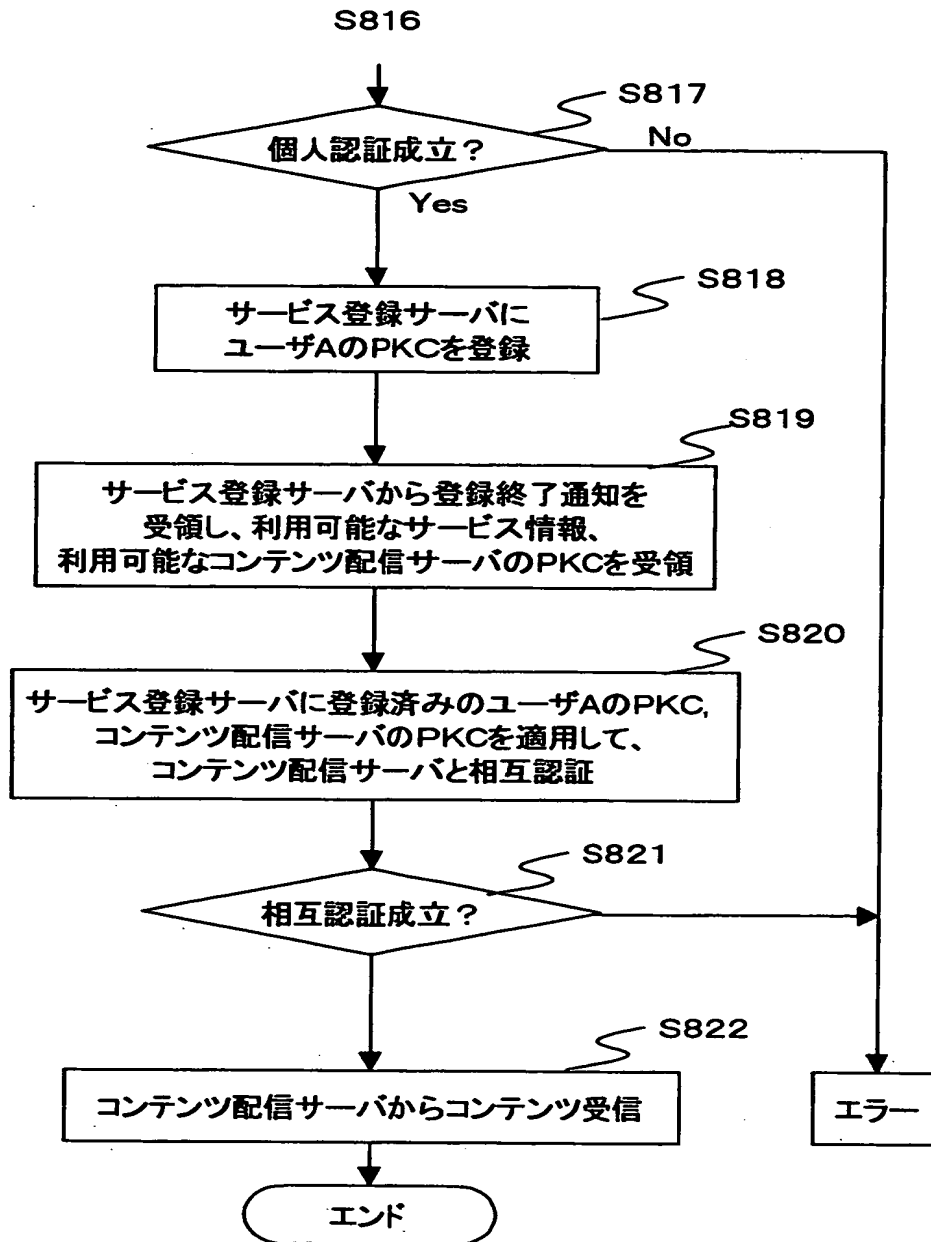 S816
S817
個人認証成立？
No
Yes
S818
サービス登録サーバに
ユーザAのPKCを登録
S819
サービス登録サーバから登録終了通知を
受領し、利用可能なサービス情報、
利用可能なコンテンツ配信サーバのPKCを受領
S820
サービス登録サーバに登録済みのユーザAのPKC,
コンテンツ配信サーバのPKCを適用して、
コンテンツ配信サーバと相互認証
S821
相互認証成立？
S822
コンテンツ配信サーバからコンテンツ受信
エラー
エンド